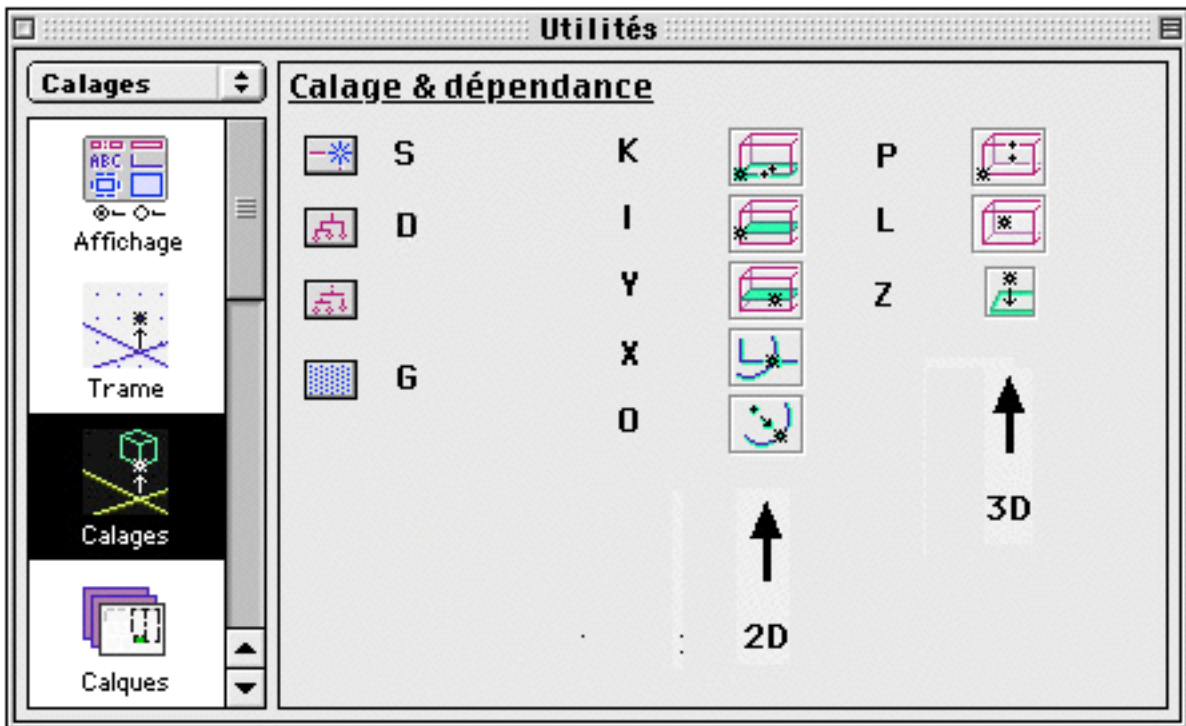 Utilités
Calages
Calage & dépendance
ABC
Affichage
Trame
Calages
Calques
S
D
G
K
I
Y
X
O
2D
P
L
Z
3D